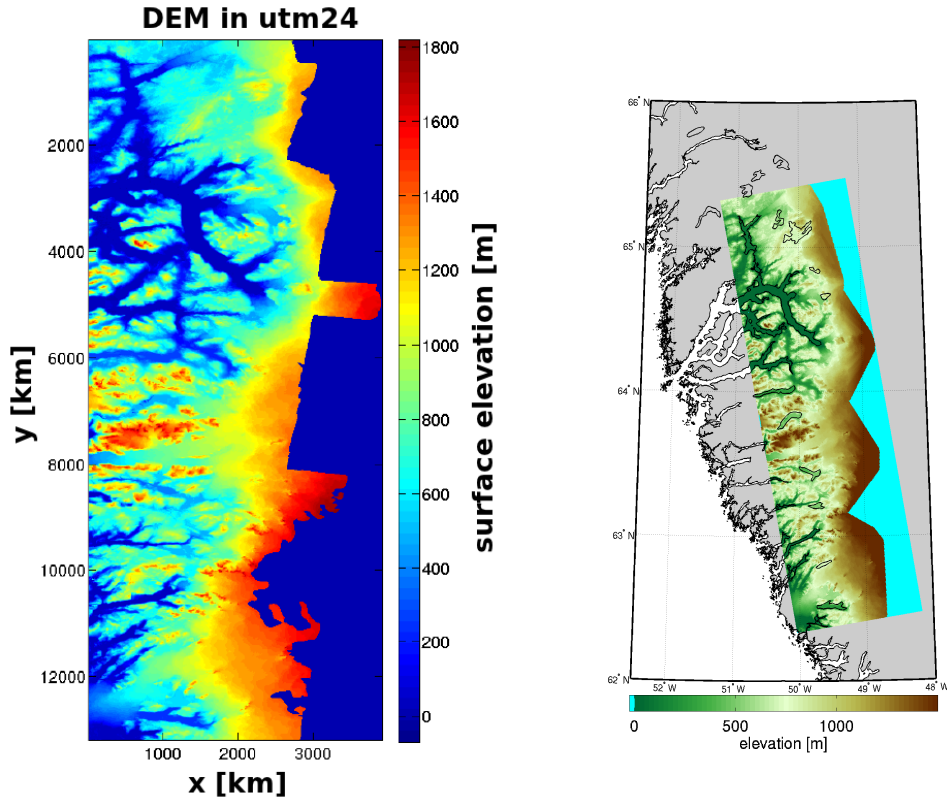 DEM in utm24
1800
1600
1400
1200
1000
800
600
400
200
0
surface elevation [m]
y [km]
2000
4000
6000
8000
10000
12000
1000 2000 3000
x [km]
66° N
65° N
64° N
63° N
62° N
52° W 51° W 50° W 49° W 48° W
0 500 1000
elevation [m]